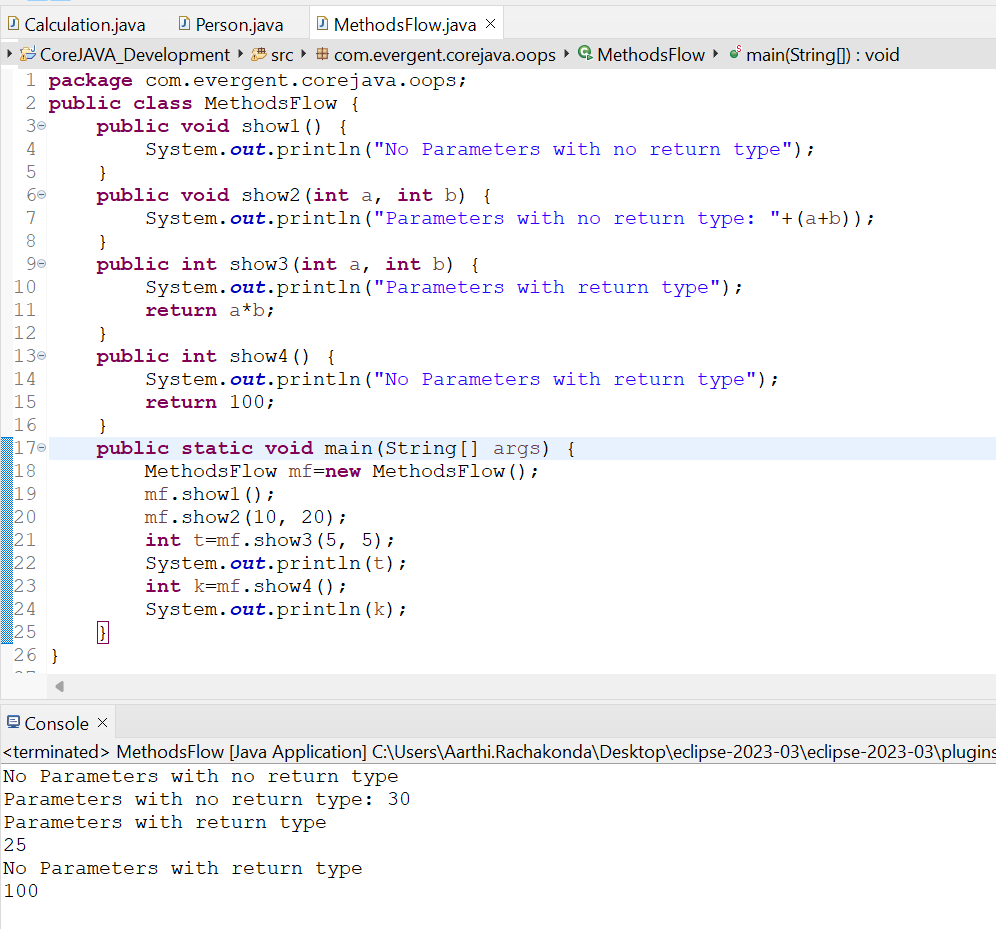 Calculation.java Person.java MethodsFlow.java
CoreJAVA_Development src com.evergent.corejava.oops MethodsFlow main(String[]) : void
1 package com.evergent.corejava.oops;
2 public class MethodsFlow {
3 public void show1() {
4 System.out.println("No Parameters with no return type");
5 }
6 public void show2(int a, int b) {
7 System.out.println("Parameters with no return type: "+(a+b));
8 }
9 public int show3(int a, int b) {
10 System.out.println("Parameters with return type");
11 return a*b;
12 }
13 public int show4() {
14 System.out.println("No Parameters with return type");
15 return 100;
16 }
17 public static void main(String[] args) {
18 MethodsFlow mf=new MethodsFlow();
19 mf.show1();
20 mf.show2(10, 20);
21 int t=mf.show3(5, 5);
22 System.out.println(t);
23 int k=mf.show4();
24 System.out.println(k);
25 }
26 }
Console
<terminated> MethodsFlow [Java Application] C:\Users\Aarthi.Rachakonda\Desktop\eclipse-2023-03\eclipse-2023-03\plugins
No Parameters with no return type
Parameters with no return type: 30
Parameters with return type
25
No Parameters with return type
100